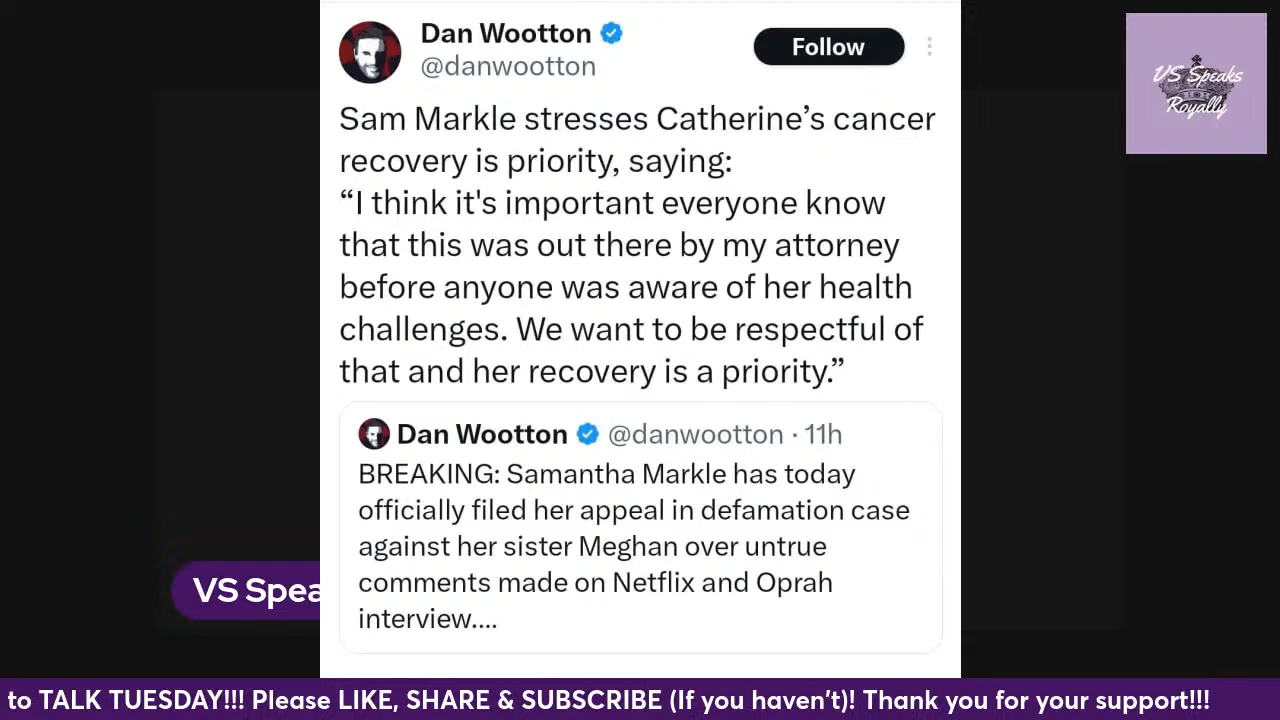 Dan Wootton
@danwootton
Follow
VS Speaks
Royally
Sam Markle stresses Catherine’s cancer
recovery is priority, saying:
“I think it's important everyone know
that this was out there by my attorney
before anyone was aware of her health
challenges. We want to be respectful of
that and her recovery is a priority.”
Dan Wootton @danwootton · 11h
BREAKING: Samantha Markle has today
officially filed her appeal in defamation case
against her sister Meghan over untrue
comments made on Netflix and Oprah
interview....
VS Spea
to TALK TUESDAY!!! Please LIKE, SHARE & SUBSCRIBE (If you haven't)! Thank you for your support!!!